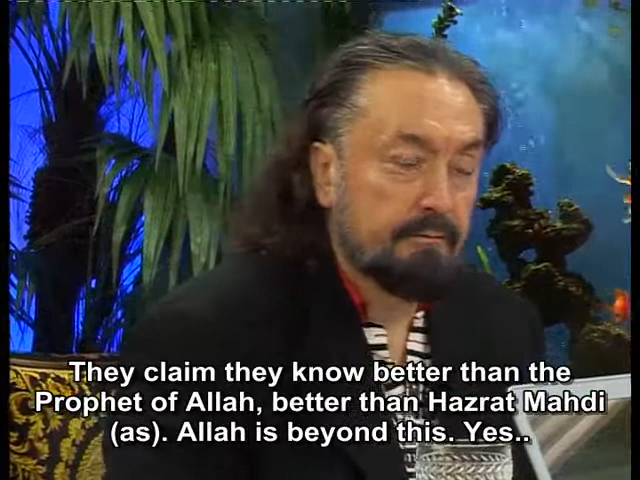 They claim they know better than the
Prophet of Allah, better than Hazrat Mahdi
(as). Allah is beyond this. Yes..